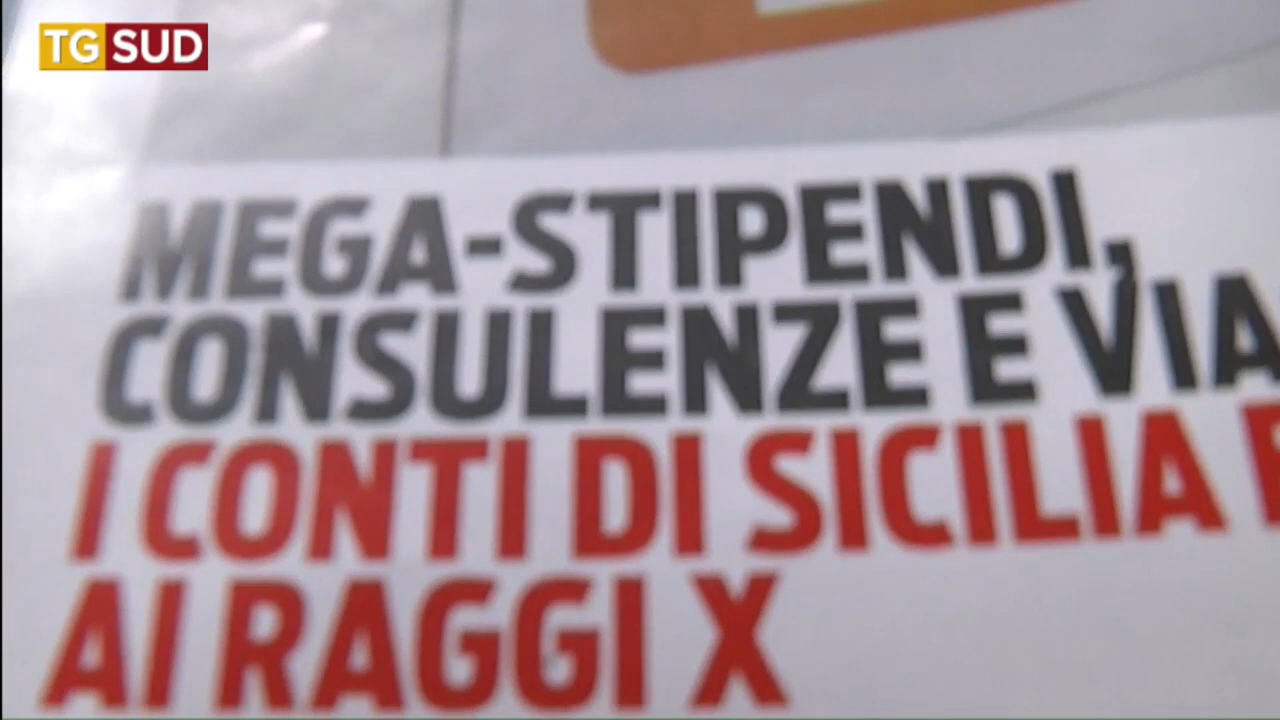 TG SUD
MEGA-STIPENDI,
CONSULENZE E
I CONTI DI SICILIA
AI RAGGI X